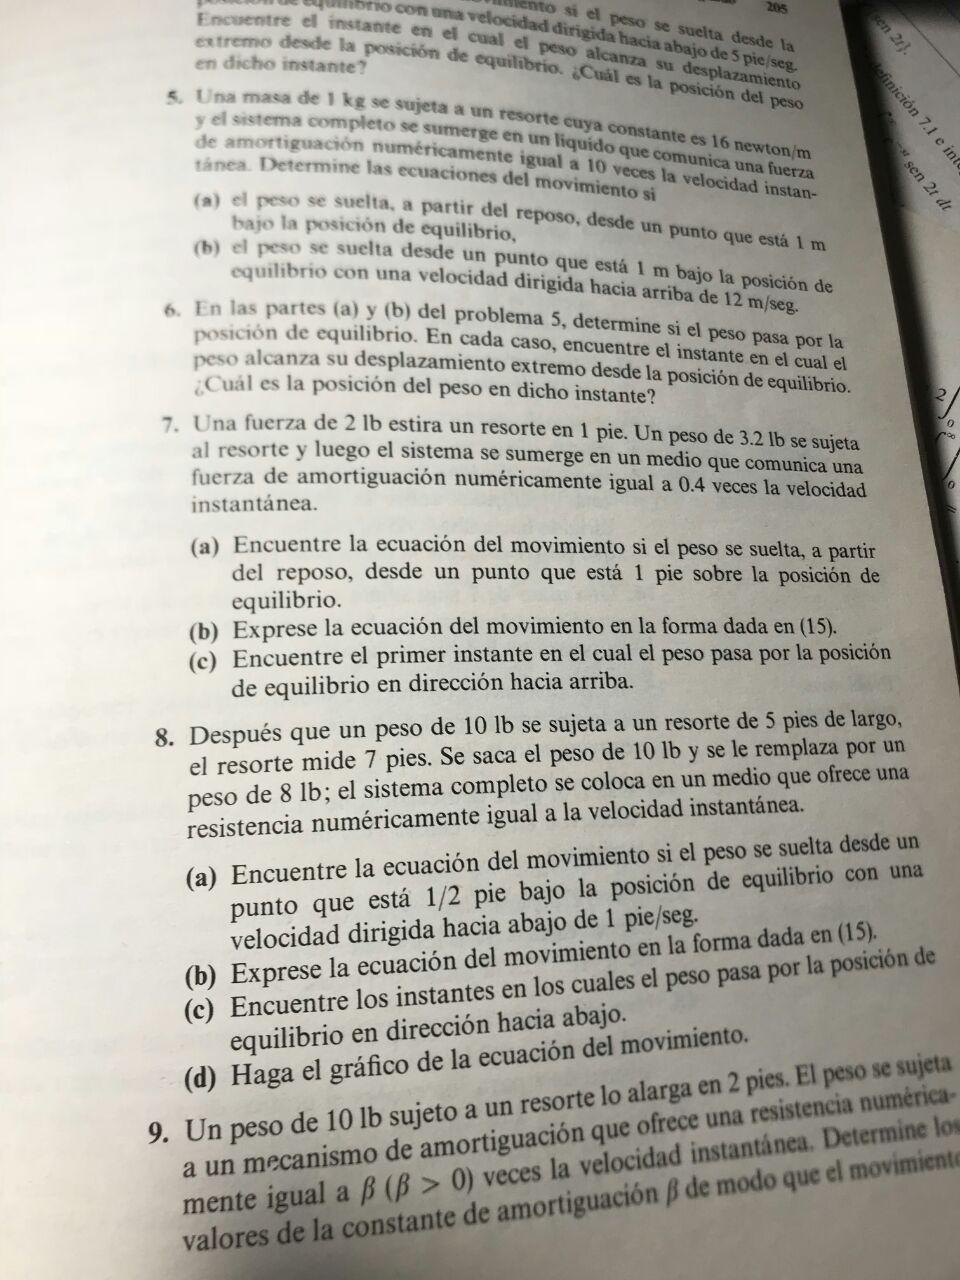 205
si el peso se suelta desde la
equilibrio con una velocidad dirigida hacia abajo de 5 pie/seg.
Encuentre el instante en el cual el peso alcanza su desplazamiento
extremo desde la posición de equilibrio. ¿Cuál es la posición del peso
en dicho instante?
5. Una masa de 1 kg se sujeta a un resorte cuya constante es 16 newton/m
y el sistema completo se sumerge en un líquido que comunica una fuerza
de amortiguación numéricamente igual a 10 veces la velocidad instan-
tánea. Determine las ecuaciones del movimiento si
(a) el peso se suelta, a partir del reposo, desde un punto que está 1 m
bajo la posición de equilibrio,
(b) el peso se suelta desde un punto que está 1 m bajo la posición de
equilibrio con una velocidad dirigida hacia arriba de 12 m/seg.
6. En las partes (a) y (b) del problema 5, determine si el peso pasa por la
posición de equilibrio. En cada caso, encuentre el instante en el cual el
peso alcanza su desplazamiento extremo desde la posición de equilibrio.
¿Cuál es la posición del peso en dicho instante?
7. Una fuerza de 2 lb estira un resorte en 1 pie. Un peso de 3.2 lb se sujeta
al resorte y luego el sistema se sumerge en un medio que comunica una
fuerza de amortiguación numéricamente igual a 0.4 veces la velocidad
instantánea.
(a) Encuentre la ecuación del movimiento si el peso se suelta, a partir
del reposo, desde un punto que está 1 pie sobre la posición de
equilibrio.
(b) Exprese la ecuación del movimiento en la forma dada en (15).
(c) Encuentre el primer instante en el cual el peso pasa por la posición
de equilibrio en dirección hacia arriba.
8. Después que un peso de 10 lb se sujeta a un resorte de 5 pies de largo,
el resorte mide 7 pies. Se saca el peso de 10 lb y se le remplaza por un
peso de 8 lb; el sistema completo se coloca en un medio que ofrece una
resistencia numéricamente igual a la velocidad instantánea.
(a) Encuentre la ecuación del movimiento si el peso se suelta desde un
punto que está 1/2 pie bajo la posición de equilibrio con una
velocidad dirigida hacia abajo de 1 pie/seg.
(b) Exprese la ecuación del movimiento en la forma dada en (15).
(c) Encuentre los instantes en los cuales el peso pasa por la posición de
equilibrio en dirección hacia abajo.
(d) Haga el gráfico de la ecuación del movimiento.
9. Un peso de 10 lb sujeto a un resorte lo alarga en 2 pies. El peso se sujeta
a un mecanismo de amortiguación que ofrece una resistencia numérica-
mente igual a β (β > 0) veces la velocidad instantánea. Determine los
valores de la constante de amortiguación β de modo que el movimiento
sen 2t}.
definición 7.1 e
sen 2t dt